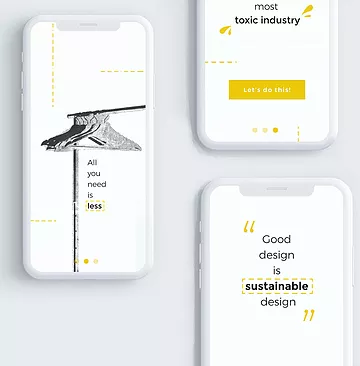 All
you
need
is
less
most
toxic industry
Let's do this!
"
Good
design
is
sustainable
design
"